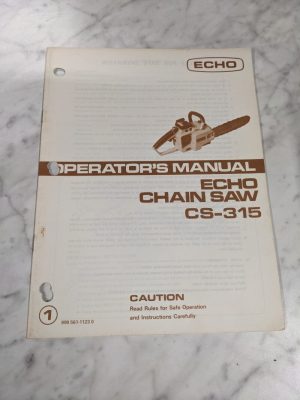 ECHO
OPERATOR'S MANUAL
ECHO
CHAIN SAW
CS-315
CAUTION
Read Rules for Safe Operation
and Instructions Carefully
1